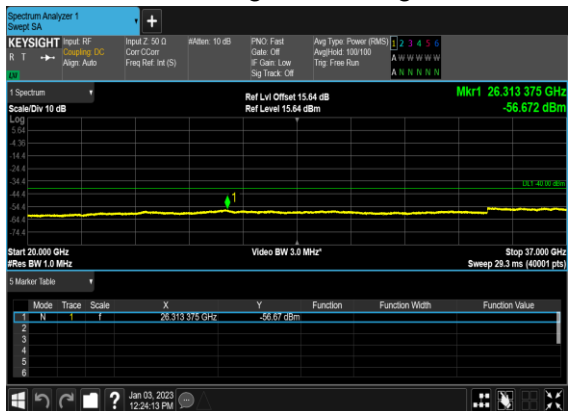 Spectrum Analyzer 1
Swept SA
KEYSIGHT Input: RF Input Z: 50 Ω #Atten: 10 dB PNO: Fast Avg Type: Power (RMS) 1 2 3 4 5 6
R T Coupling: DC Corr CCorr Gate: Off Avg|Hold: 100/100 A W W W W W
Align: Auto Freq Ref: Int (S) IF Gain: Low Trig: Free Run
Sig Track: Off A N N N N N
1 Spectrum Ref Lvl Offset 15.64 dB Mkr1 26.313 375 GHz
Scale/Div 10 dB Ref Level 15.64 dBm -56.672 dBm
Log
5.64
-4.36
-14.4
-24.4
-34.4
DL1 -40.00 dBm
-44.4
1
-54.4
-64.4
-74.4
Start 20.000 GHz Video BW 3.0 MHz* Stop 37.000 GHz
#Res BW 1.0 MHz Sweep 29.3 ms (40001 pts)
5 Marker Table
Mode Trace Scale X Y Function Function Width Function Value
1 N 1 f 26.313 375 GHz -56.67 dBm
2
3
4
5
6
? Jan 03, 2023
12:24:13 PM